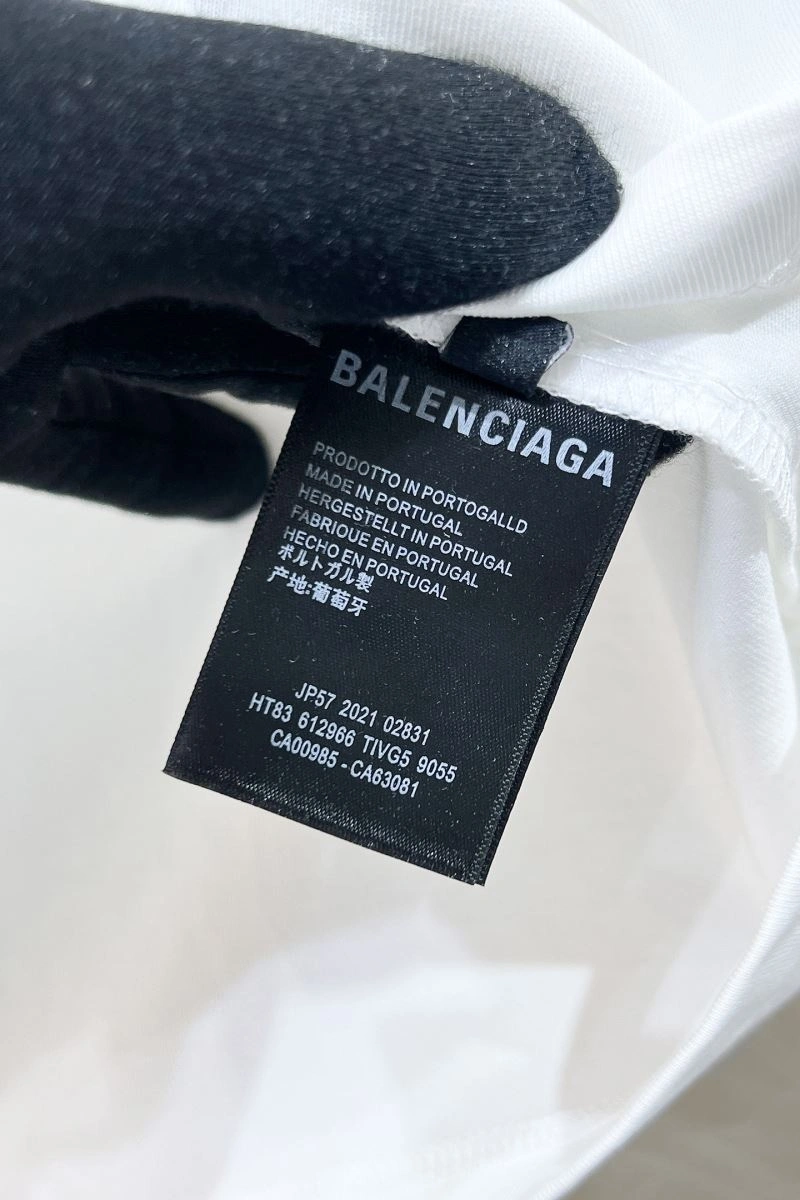 BALENCIAGA
PRODOTTO IN PORTOGALLD
MADE IN PORTUGAL
HERGESTELLT IN PORTUGAL
FABRIQUE EN PORTUGAL
HECHO EN PORTUGAL
ポルトガル製
产地:葡萄牙
JP57 2021 02831
HT83 612966 TIVG5 9055
CA00985 - CA63081